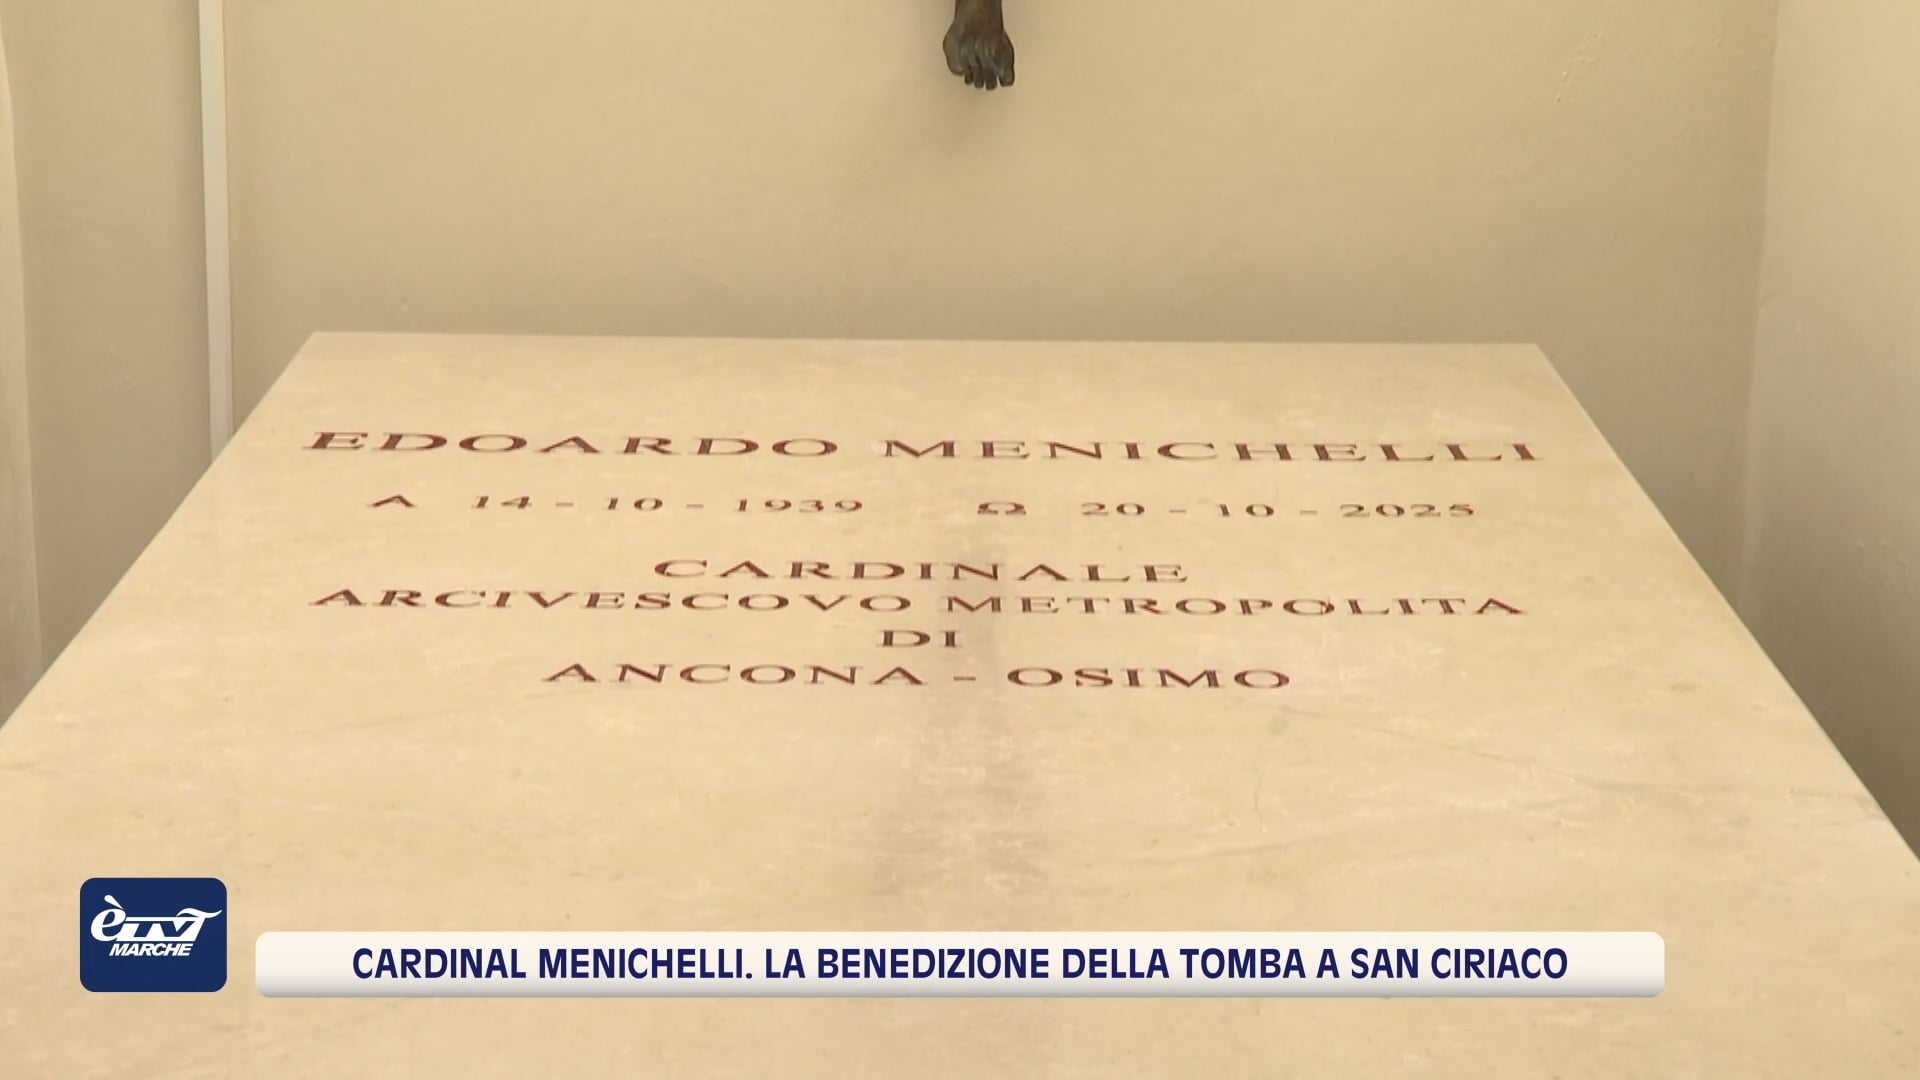 EDOARDO MENICHELLI
A 14 - 10 - 1939 Ω 20 - 10 - 2025
CARDINALE
ARCIVESCOVO METROPOLITA
DI
ANCONA - OSIMO
èTV
MARCHE
CARDINAL MENICHELLI. LA BENEDIZIONE DELLA TOMBA A SAN CIRIACO